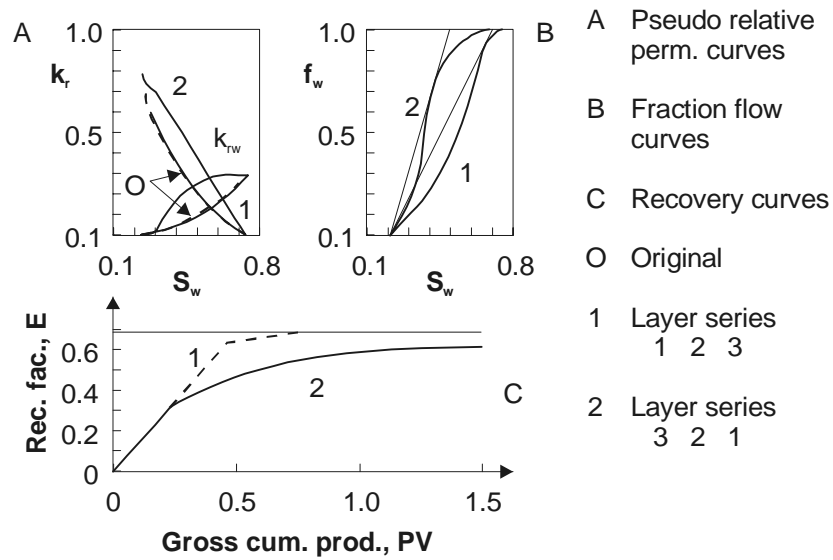 A
k_r
1.0
0.5
0.1
2
k_rw
O
1
0.1
0.8
S_w
B
f_w
1.0
0.5
0.1
2
1
0.1
0.8
S_w
Rec. fac., E
0.6
0.4
0.2
0
1
2
C
0
0.5
1.0
1.5
Gross cum. prod., PV
A Pseudo relative
perm. curves
B Fraction flow
curves
C Recovery curves
O Original
1 Layer series
1 2 3
2 Layer series
3 2 1